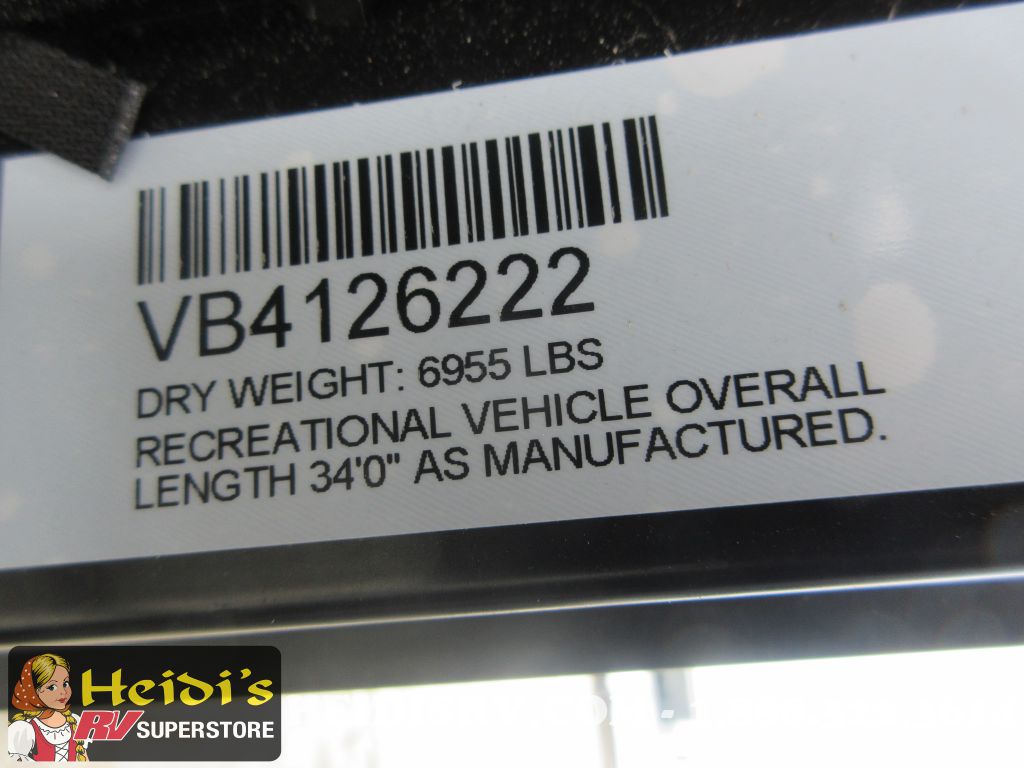 VB4126222
DRY WEIGHT: 6955 LBS
RECREATIONAL VEHICLE OVERALL
LENGTH 34'0" AS MANUFACTURED.
Heidi's
RV SUPERSTORE